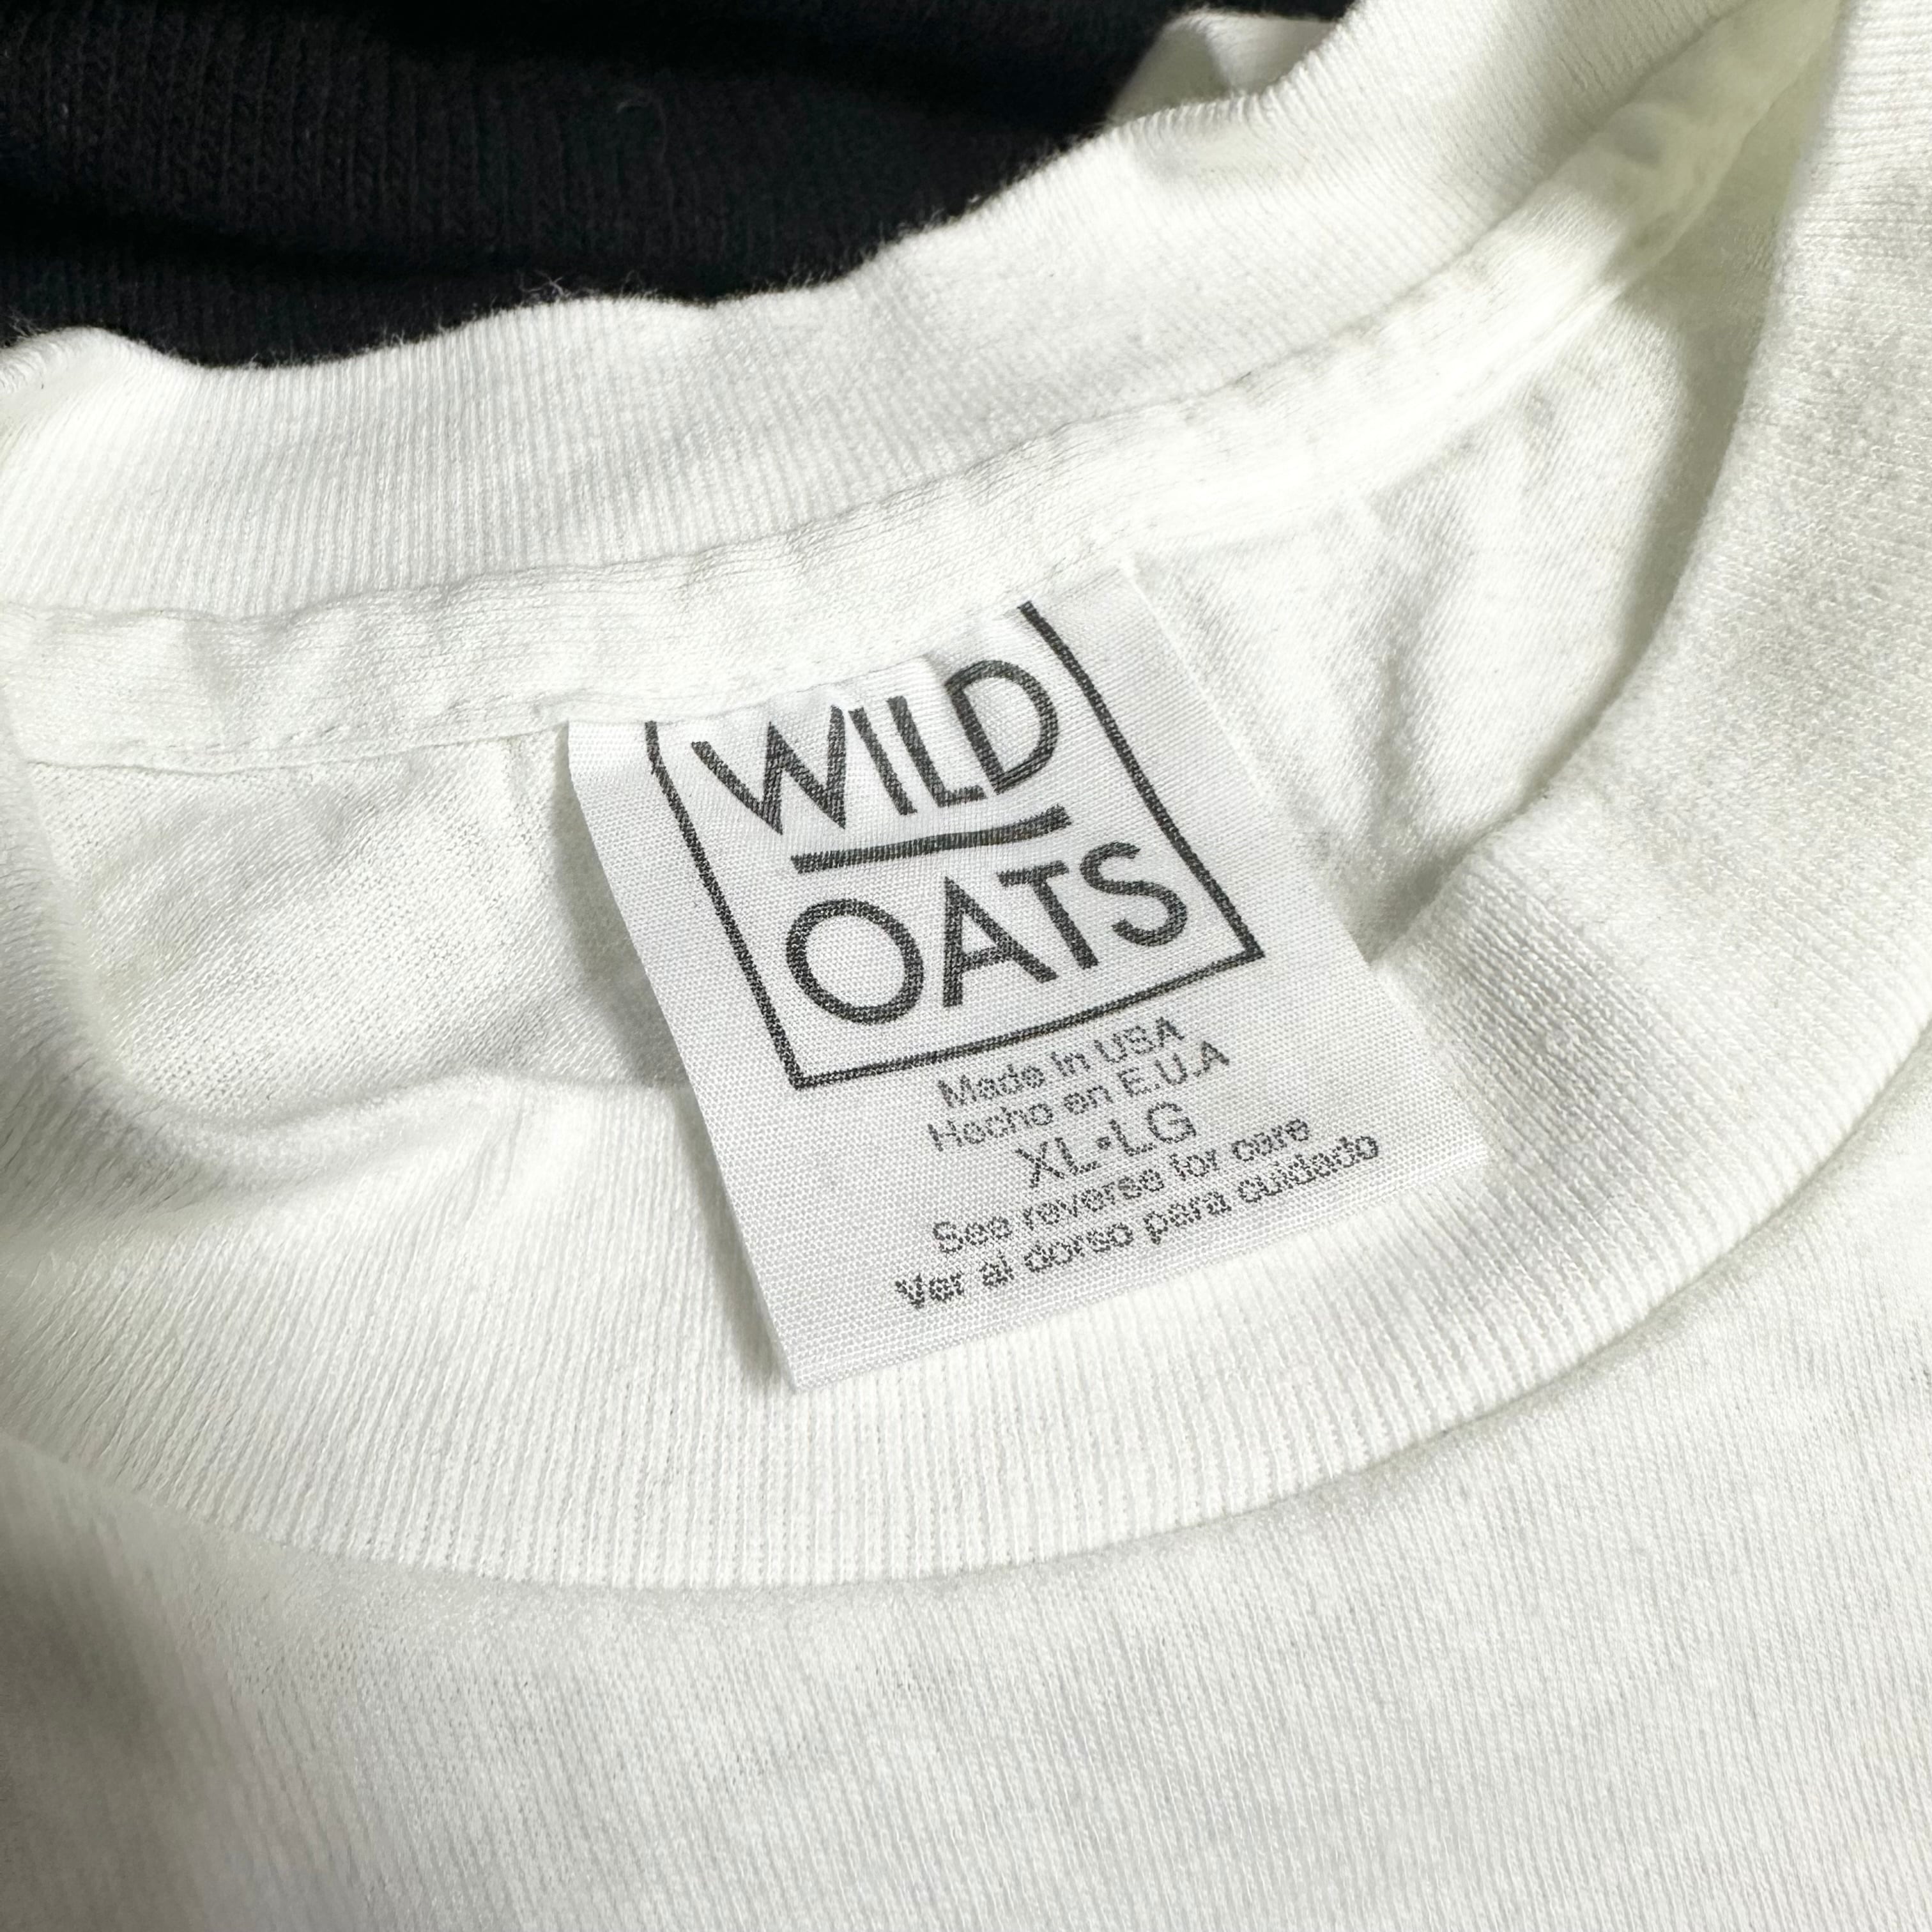 WILD
OATS
Made In USA
Hecho en E.U.A
XL•LG
See reverse for care
Ver al dorso para cuidado